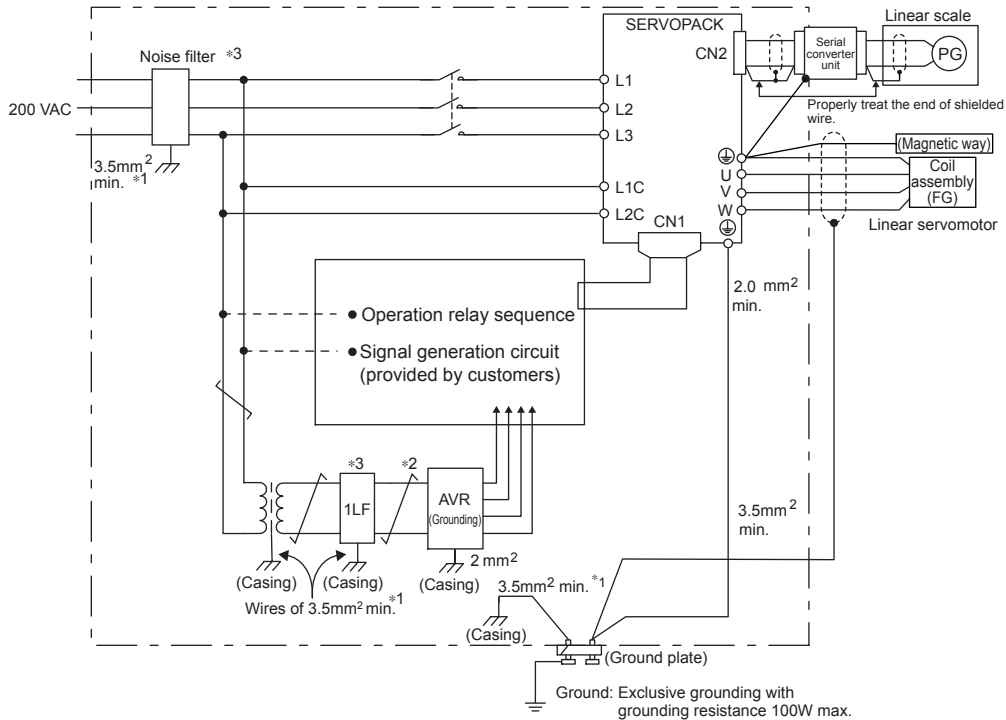 SERVOPACK
Linear scale
Noise filter *3
CN2
Serial
converter
unit
PG
L1
200 VAC
L2
L3
Properly treat the end of shielded
wire.
3.5mm2
min. *1
(Magnetic way)
U
Coil
assembly
(FG)
V
L1C
W
L2C
CN1
Linear servomotor
2.0 mm2
min.
● Operation relay sequence
● Signal generation circuit
(provided by customers)
*3
*2
1LF
AVR
(Grounding)
3.5mm2
min.
2 mm2
(Casing)
(Casing)
(Casing)
Wires of 3.5mm2 min.*1
3.5mm2 min.*1
(Casing)
(Ground plate)
Ground: Exclusive grounding with
grounding resistance 100W max.